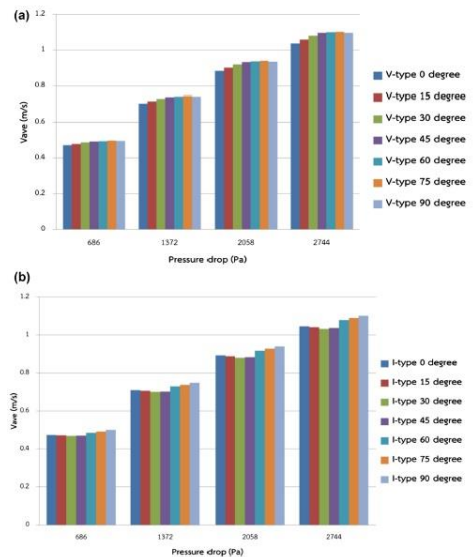 (a)
1.2
1
0.8
0.6
0.4
0.2
0
Vave (m/s)
686
1372
2058
2744
Pressure drop (Pa)
V-type 0 degree
V-type 15 degree
V-type 30 degree
V-type 45 degree
V-type 60 degree
V-type 75 degree
V-type 90 degree
(b)
1.2
1
0.8
0.6
0.4
0.2
0
Vave (m/s)
686
1372
2058
2744
Pressure drop (Pa)
I-type 0 degree
I-type 15 degree
I-type 30 degree
I-type 45 degree
I-type 60 degree
I-type 75 degree
I-type 90 degree